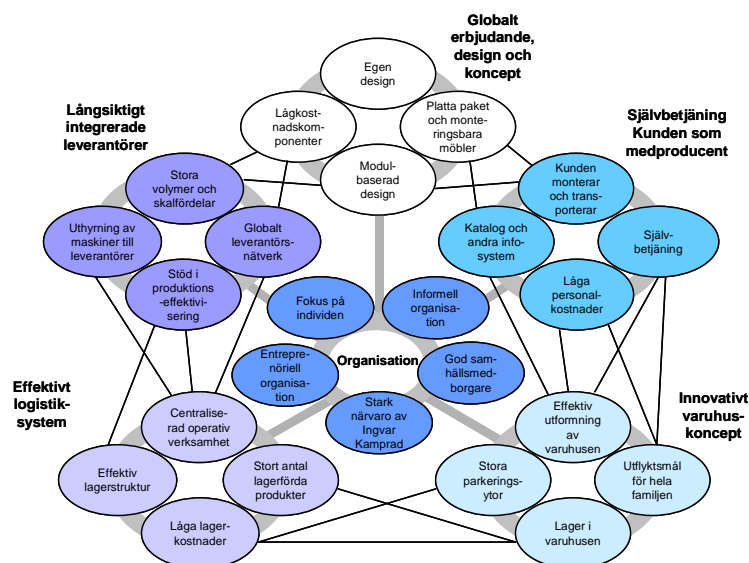 Globalt
erbjudande,
design och
koncept
Egen
design
Lågkost-
nadskom-
ponenter
Platta paket
och monte-
ringsbara
möbler
Modul-
baserad
design
Långsiktigt
integrerade
leverantörer
Stora
volymer och
skalfördelar
Uthyrning av
maskiner till
leverantörer
Globalt
leverantörs-
nätverk
Stöd i
produktions
-effektivi-
sering
Självbetjäning
Kunden som
medproducent
Kunden
monterar
och trans-
porterar
Katalog och
andra info-
system
Själv-
betjäning
Låga
personal-
kostnader
Fokus på
individen
Informell
organisa-
tion
Entrepre-
nöriell
organisa-
tion
Organisation
God sam-
hällsmed-
borgare
Stark
närvaro av
Ingvar
Kamprad
Effektivt
logistik-
system
Centralise-
rad operativ
verksamhet
Effektiv
lagerstruktur
Stort antal
lagerförda
produkter
Låga lager-
kostnader
Innovativt
varuhus-
koncept
Effektiv
utformning
av
varuhusen
Stora
parkerings-
ytor
Utflyktsmål
för hela
familjen
Lager i
varuhusen